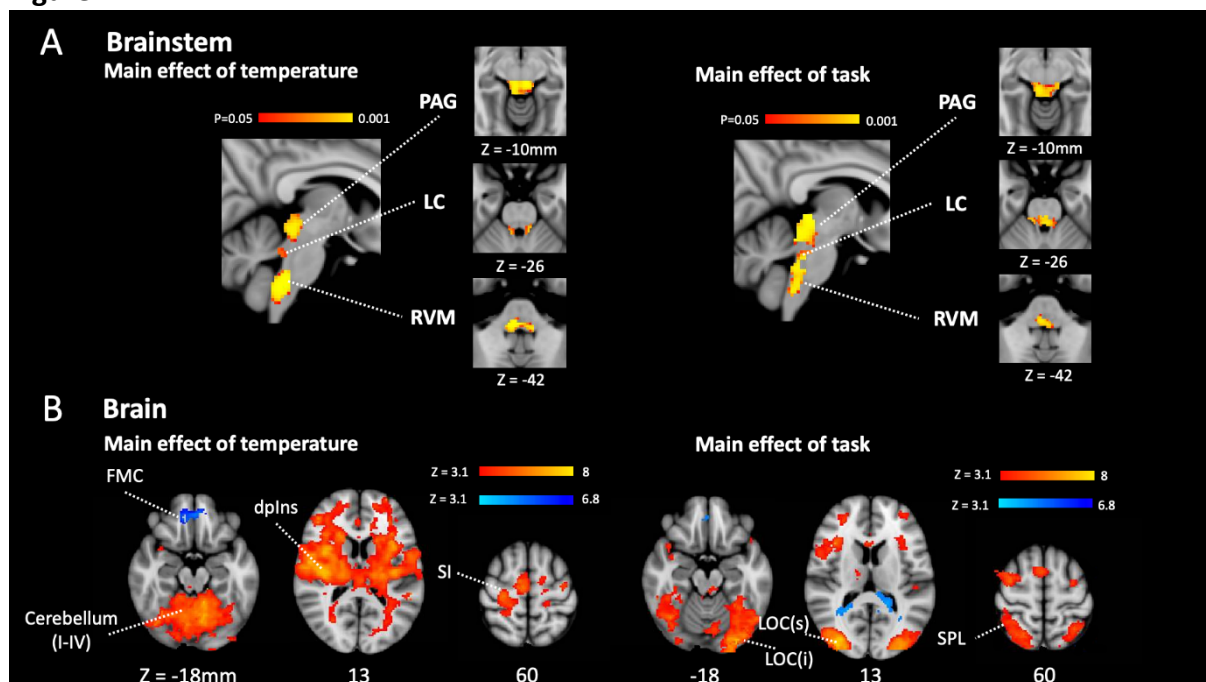 A
Brainstem
Main effect of temperature
P=0.05
0.001
PAG
Z = -10mm
LC
Z = -26
RVM
Z = -42
Main effect of task
P=0.05
0.001
PAG
Z = -10mm
LC
Z = -26
RVM
Z = -42
B
Brain
Main effect of temperature
FMC
Z = 3.1
8
Z = 3.1
6.8
dpIns
SI
Cerebellum
(I-IV)
Z = -18mm
13
60
Main effect of task
Z = 3.1
8
Z = 3.1
6.8
LOC(s)
LOC(i)
SPL
-18
13
60